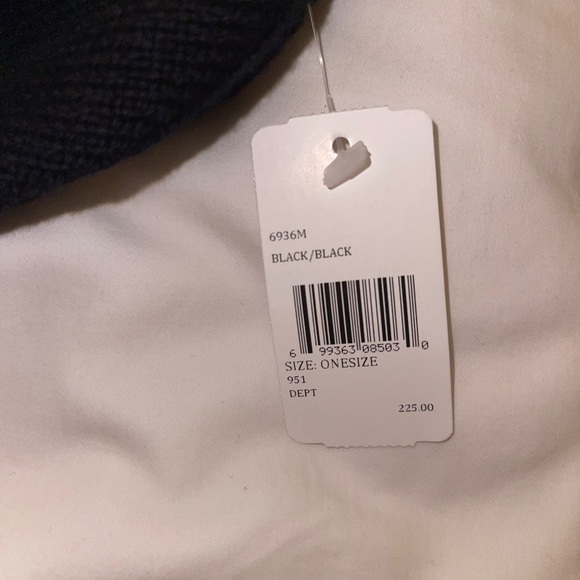 6936M
BLACK/BLACK
6 99363 08503 0
SIZE: ONESIZE
951
DEPT
225.00